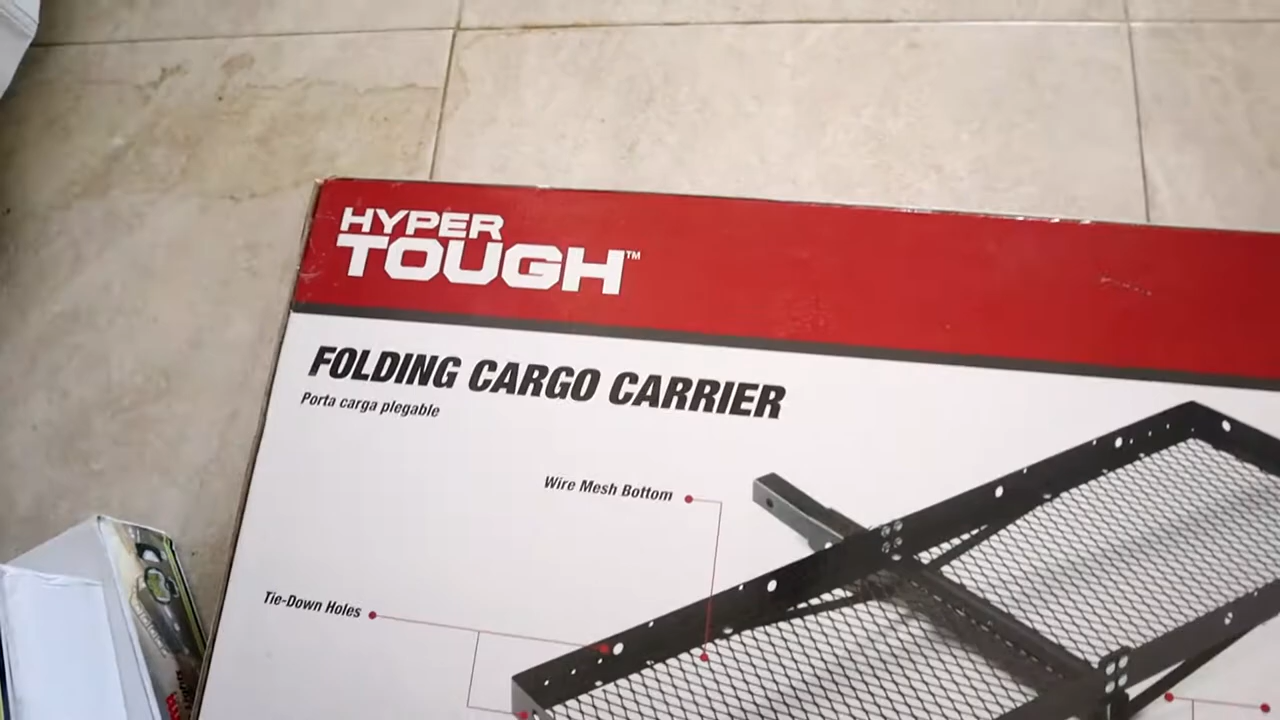 HYPER
TOUGH™
FOLDING CARGO CARRIER
Porta carga plegable
Wire Mesh Bottom
Tie-Down Holes